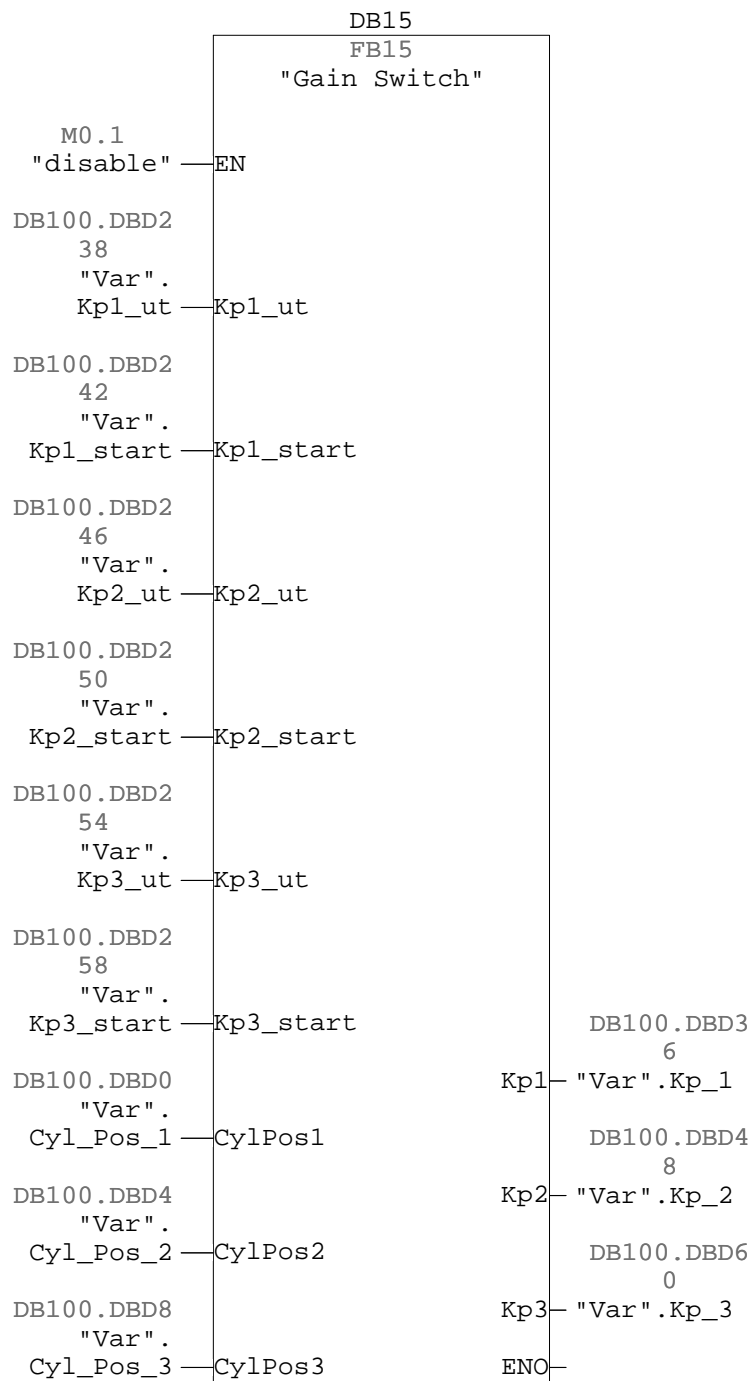 DB15
FB15
"Gain Switch"
M0.1
"disable" EN
DB100.DBD2
38
"Var".
Kp1_ut Kp1_ut
DB100.DBD2
42
"Var".
Kp1_start Kp1_start
DB100.DBD2
46
"Var".
Kp2_ut Kp2_ut
DB100.DBD2
50
"Var".
Kp2_start Kp2_start
DB100.DBD2
54
"Var".
Kp3_ut Kp3_ut
DB100.DBD2
58
"Var".
Kp3_start Kp3_start DB100.DBD3
6
DB100.DBD0 Kp1 "Var".Kp_1
"Var".
Cyl_Pos_1 CylPos1 DB100.DBD4
8
DB100.DBD4 Kp2 "Var".Kp_2
"Var".
Cyl_Pos_2 CylPos2 DB100.DBD6
0
DB100.DBD8 Kp3 "Var".Kp_3
"Var".
Cyl_Pos_3 CylPos3 ENO